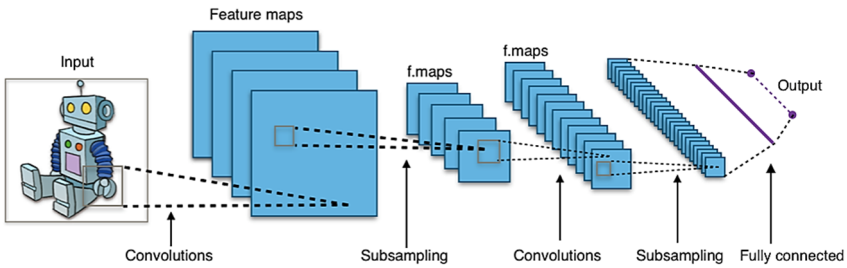 Feature maps
Input
f.maps
f.maps
Output
Convolutions
Subsampling
Convolutions
Subsampling
Fully connected